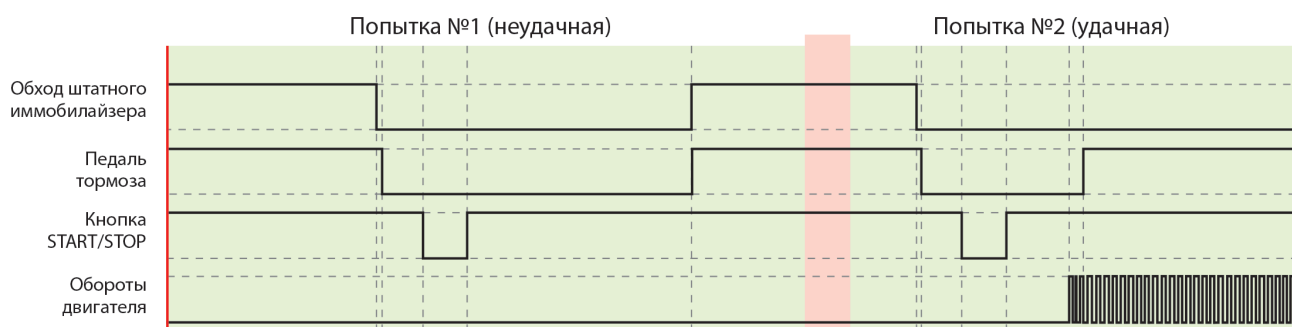 Попытка №1 (неудачная)
Попытка №2 (удачная)
Обход штатного
иммобилайзера
Педаль
тормоза
Кнопка
START/STOP
Обороты
двигателя